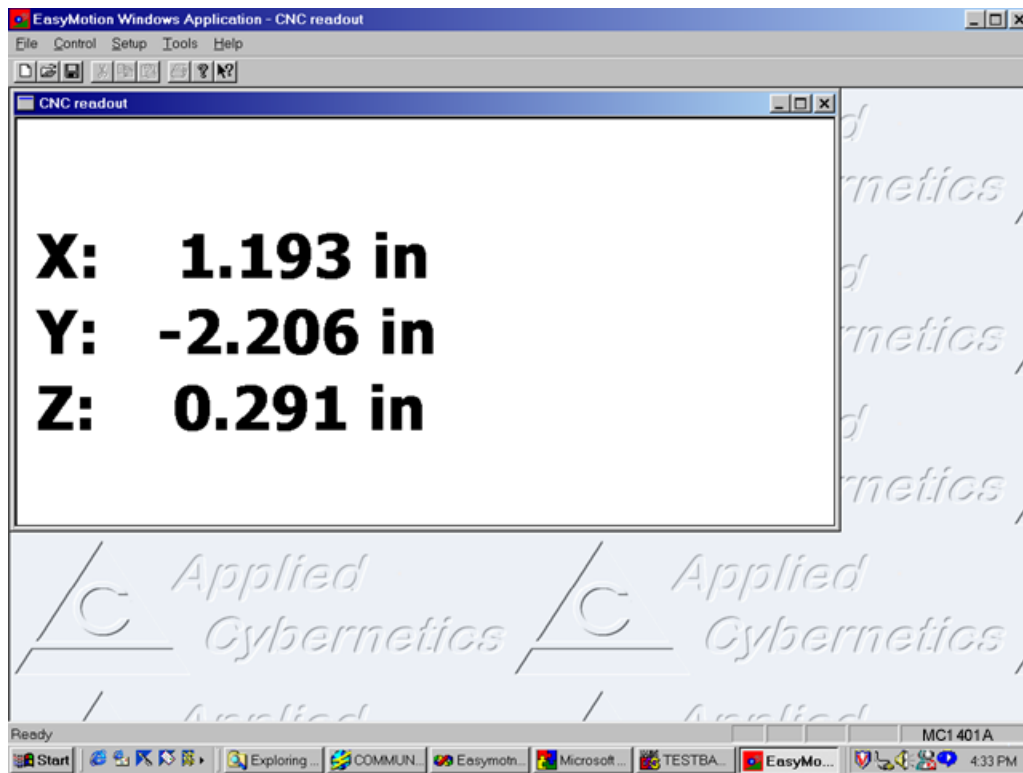 EasyMotion Windows Application - CNC readout
File Control Setup Tools Help
CNC readout
X: 1.193 in
Y: -2.206 in
Z: 0.291 in
Applied
Cybernetics
Applied
Cybernetics
Ready
MC1401A
Start Exploring ... COMMUN... Easymotn... Microsoft ... TESTBA... EasyMo... 4:33 PM